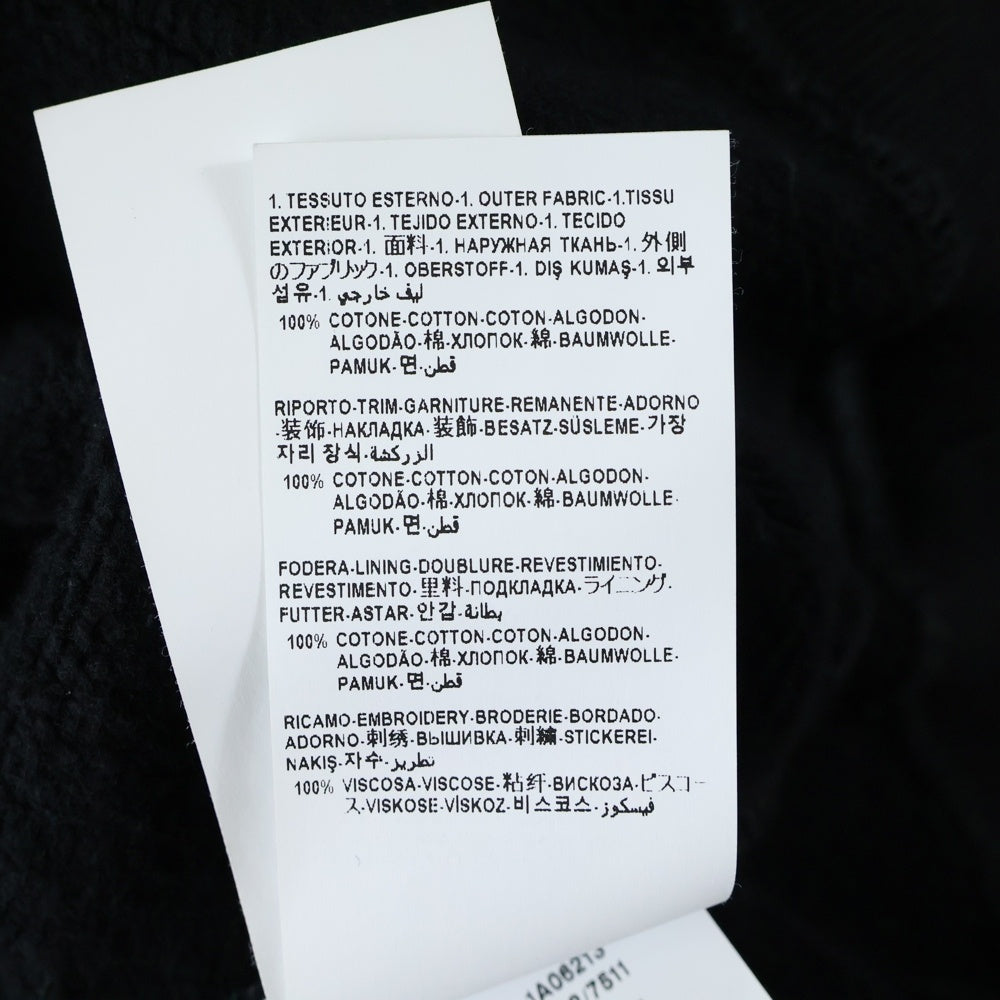 1. TESSUTO ESTERNO-1. OUTER FABRIC-1.TISSU
EXTERIEUR-1. TEJIDO EXTERNO-1. TECIDO
EXTERIOR-1. 面料-1. НАРУЖНАЯ ТКАНЬ-1. 外側
のファブリック-1. OBERSTOFF-1. DIŞ KUMAŞ-1. 외부
섬유-1. ليف خارجي
100% COTONE-COTTON-COTON-ALGODON-
ALGODÃO-棉-ХЛОПОК-綿-BAUMWOLLE-
PAMUK-면-قطن
RIPORTO-TRIM-GARNITURE-REMANENTE-ADORNO
-装饰-НАКЛАДКА-装飾-BESATZ-SÜSLEME-가장
자리 장식-الزركشة
100% COTONE-COTTON-COTON-ALGODON-
ALGODÃO-棉-ХЛОПОК-綿-BAUMWOLLE-
PAMUK-면-قطن
FODERA-LINING-DOUBLURE-REVESTIMIENTO-
REVESTIMENTO-里料-ПОДКЛАДКА-ライニング-
FUTTER-ASTAR-안감-بطانة
100% COTONE-COTTON-COTON-ALGODON-
ALGODÃO-棉-ХЛОПОК-綿-BAUMWOLLE-
PAMUK-면-قطن
RICAMO-EMBROIDERY-BRODERIE-BORDADO-
ADORNO-刺绣-ВЫШИВКА-刺繍-STICKEREI-
NAKIŞ-자수-تطريز
100% VISCOSA-VISCOSE-粘纤-ВИСКОЗА-ビスコー
ス-VISKOSE-VİSKOZ-비스코스-فيسكوز
1A06213
/7511